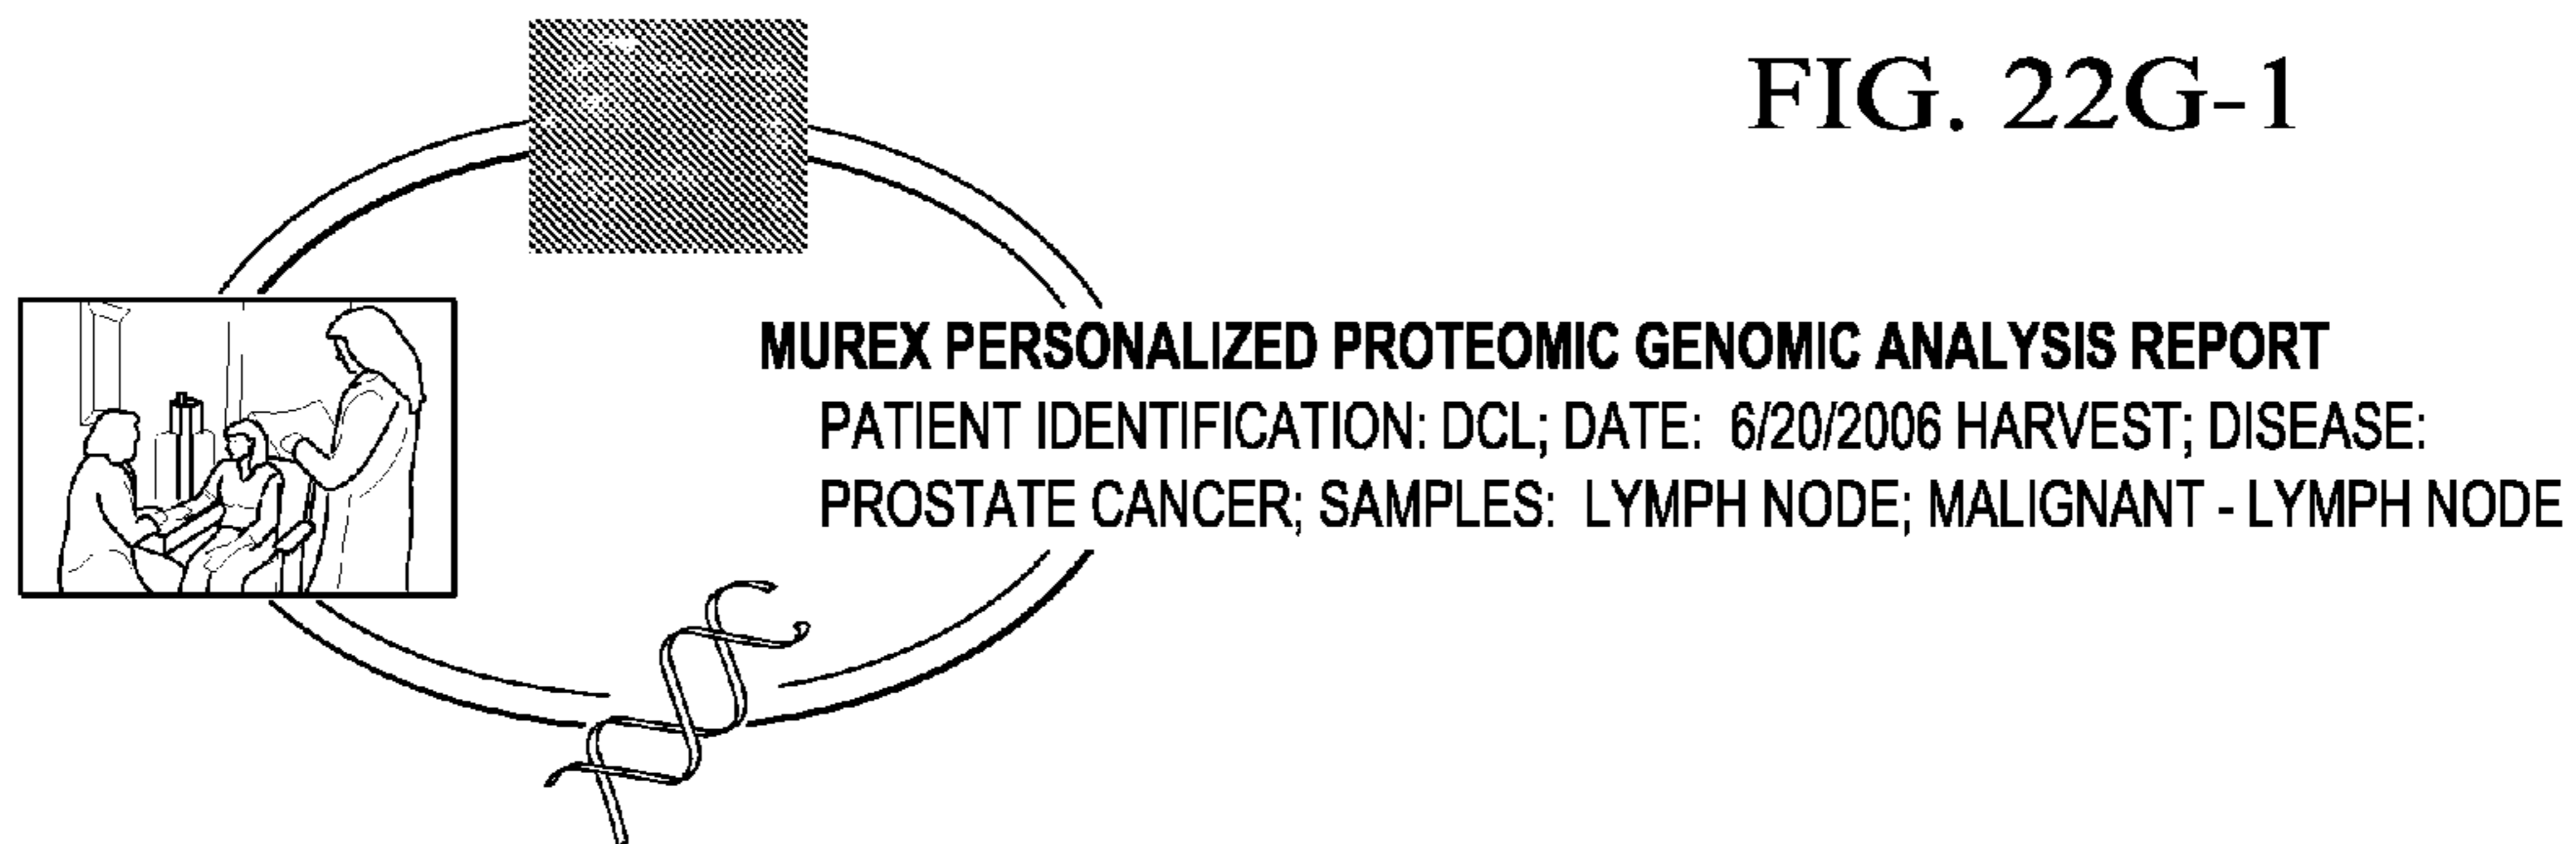 FIG. 22G-1
MUREX PERSONALIZED PROTEOMIC GENOMIC ANALYSIS REPORT
PATIENT IDENTIFICATION: DCL; DATE: 6/20/2006 HARVEST; DISEASE:
PROSTATE CANCER; SAMPLES: LYMPH NODE; MALIGNANT - LYMPH NODE